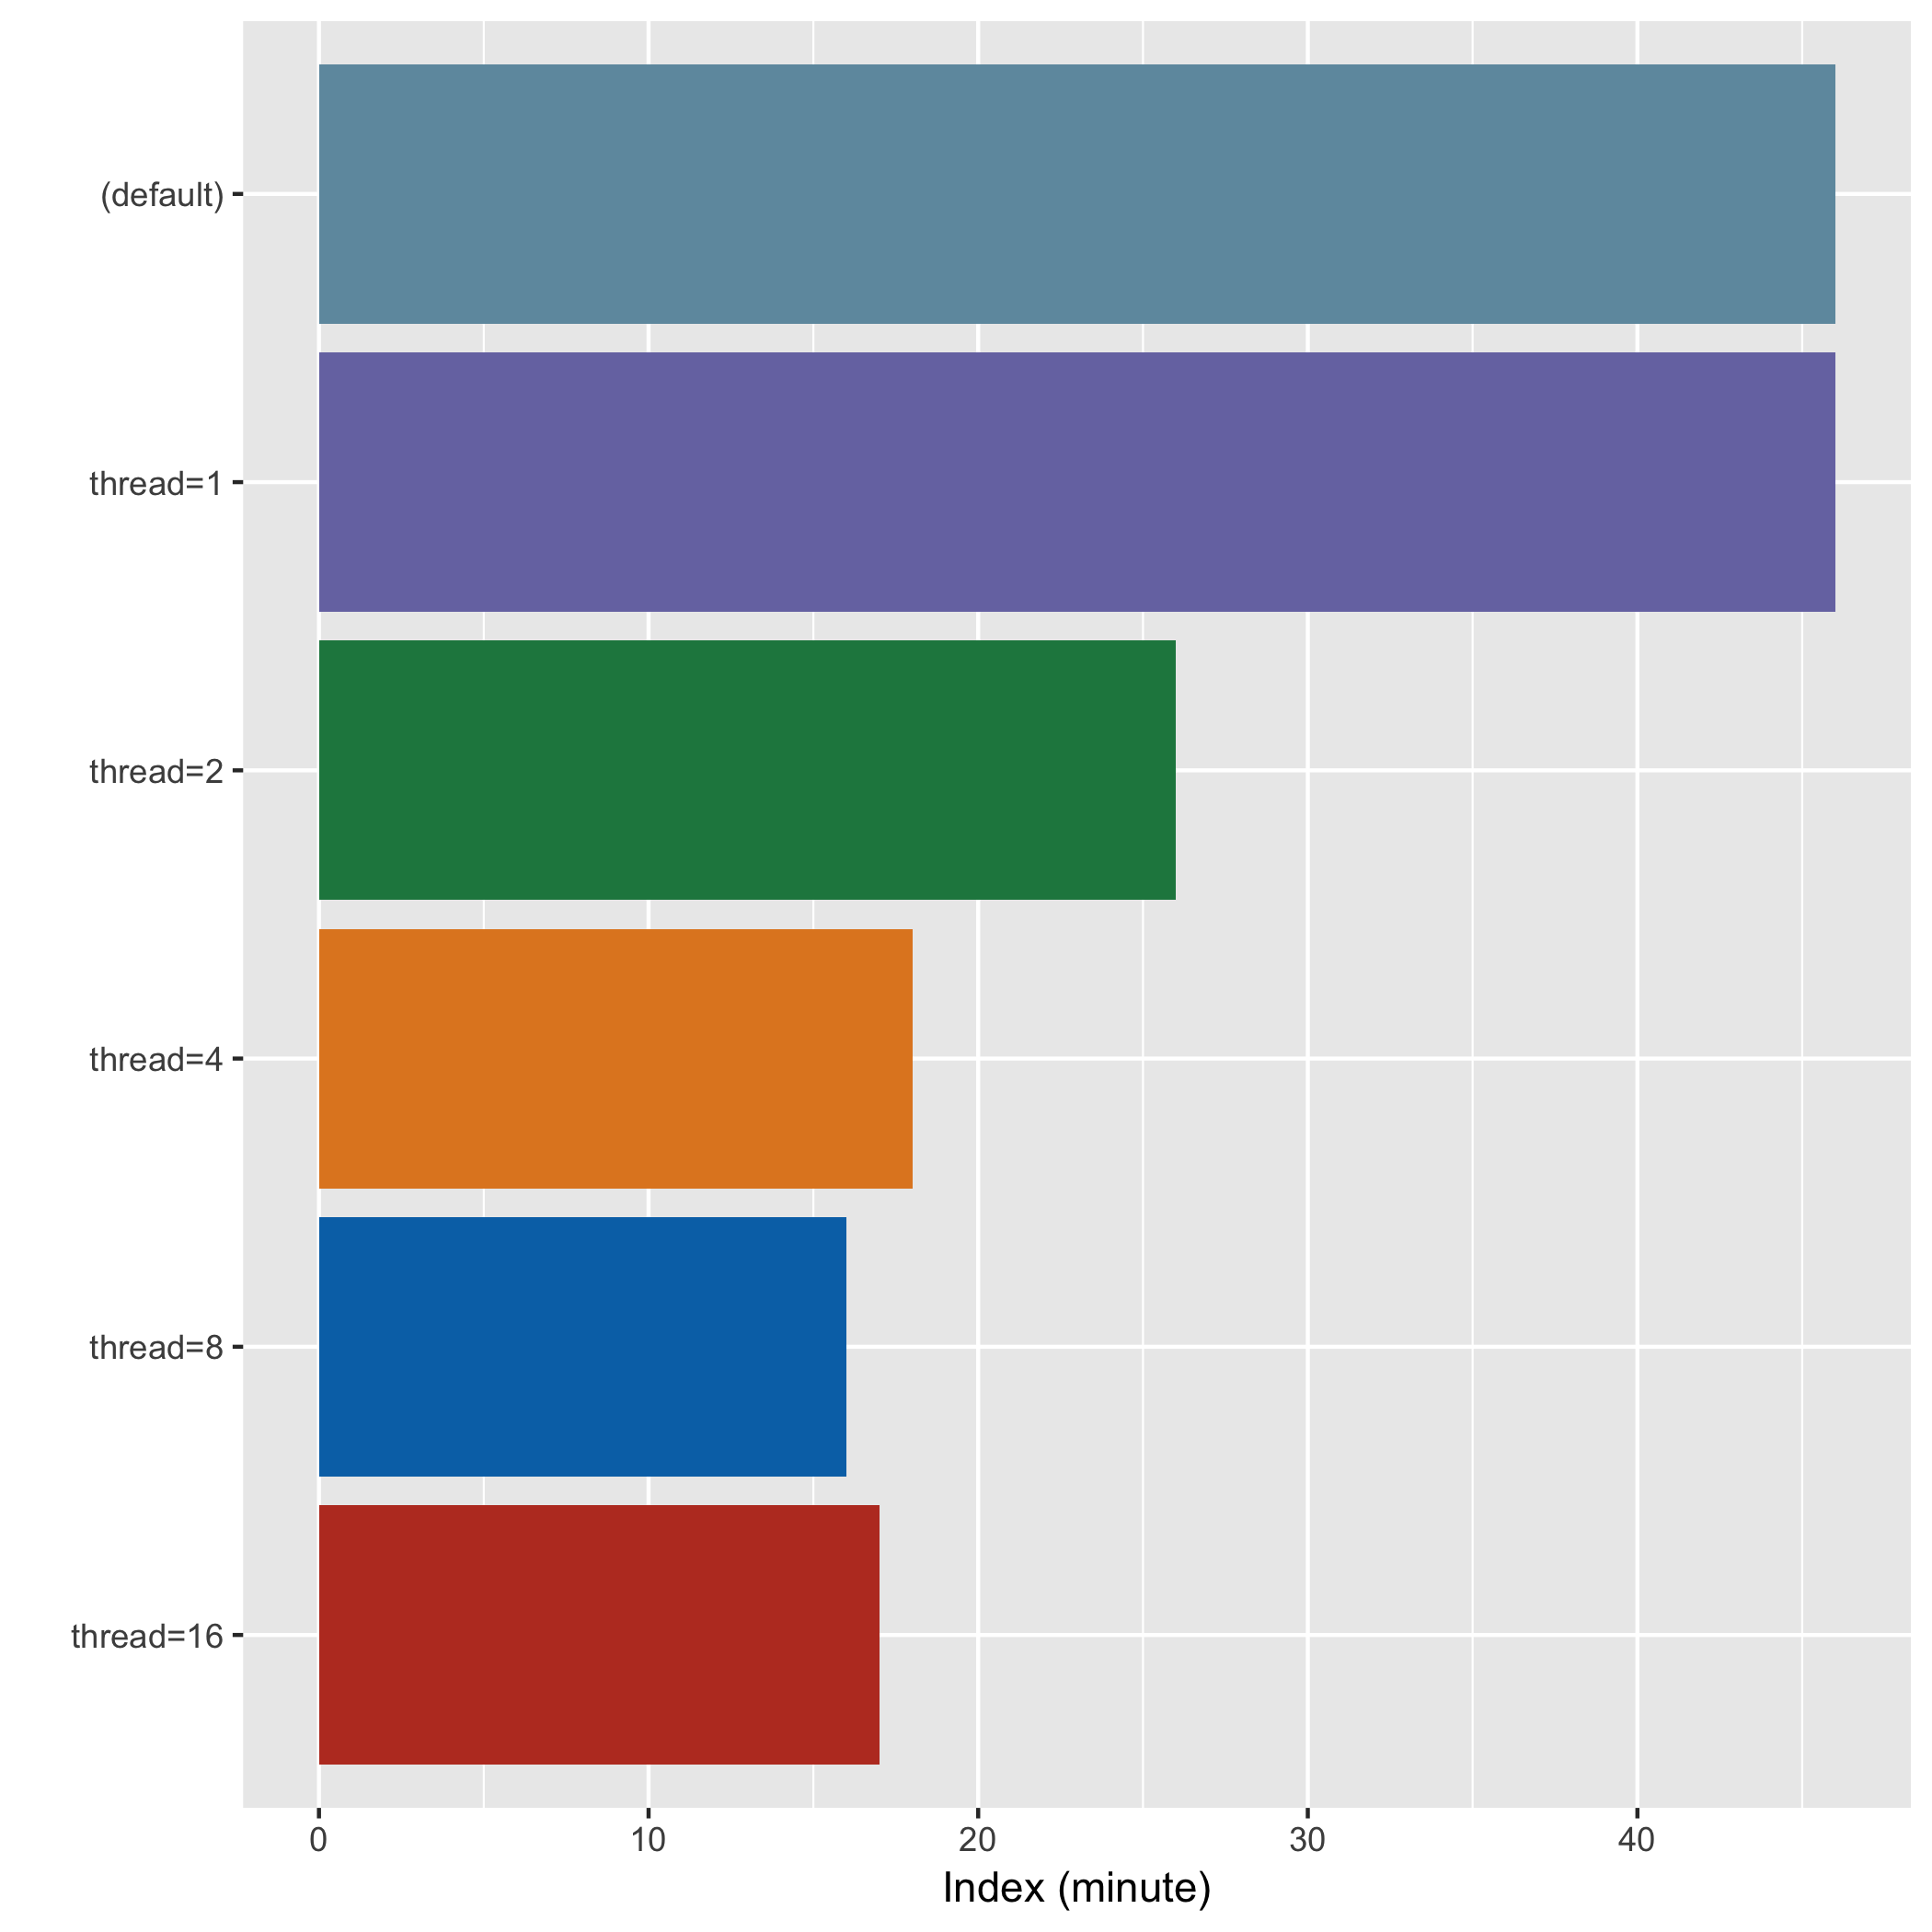 (default)
thread=1
thread=2
thread=4
thread=8
thread=16
0 10 20 30 40
Index (minute)